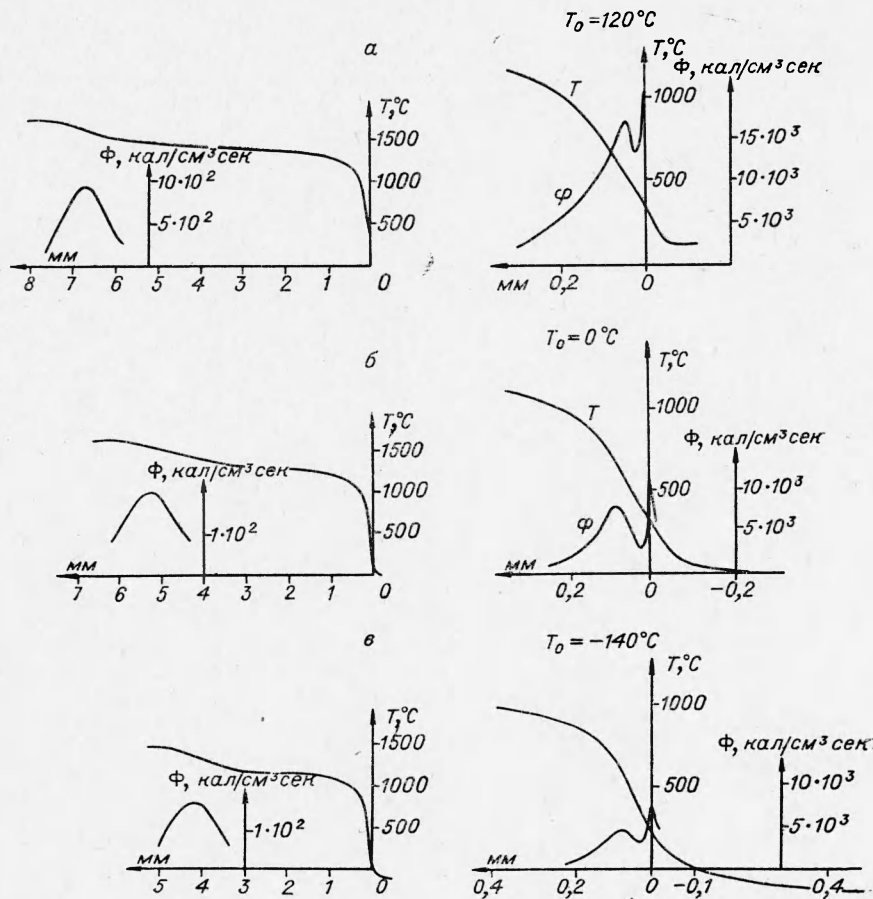 а
T,°C
1500
1000
500
Ф, кал/см³сек
10·10²
5·10²
мм
8 7 6 5 4 3 2 1 0
T₀=120°C
T,°C
Ф, кал/см³сек
T
1000
500
φ
15·10³
10·10³
5·10³
мм 0,2 0
б
T,°C
1500
1000
500
Ф, кал/см³сек
1·10²
мм
7 6 5 4 3 2 1 0
T₀=0°C
T,°C
T
1000
500
φ
Ф, кал/см³сек
10·10³
5·10³
мм
0,2 0 -0,2
в
T,°C
1500
1000
500
Ф, кал/см³сек
1·10²
мм
5 4 3 2 1 0
T₀=-140°C
T,°C
1000
500
Ф, кал/см³сек
10·10³
5·10³
мм
0,4 0,2 0 -0,1 0,4